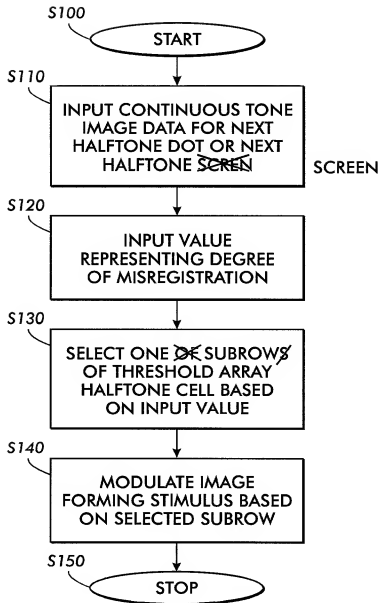 S100
START
S110
INPUT CONTINUOUS TONE
IMAGE DATA FOR NEXT
HALFTONE DOT OR NEXT
HALFTONE SCREN
SCREEN
S120
INPUT VALUE
REPRESENTING DEGREE
OF MISREGISTRATION
S130
SELECT ONE OF SUBROWS
OF THRESHOLD ARRAY
HALFTONE CELL BASED
ON INPUT VALUE
S140
MODULATE IMAGE
FORMING STIMULUS BASED
ON SELECTED SUBROW
S150
STOP